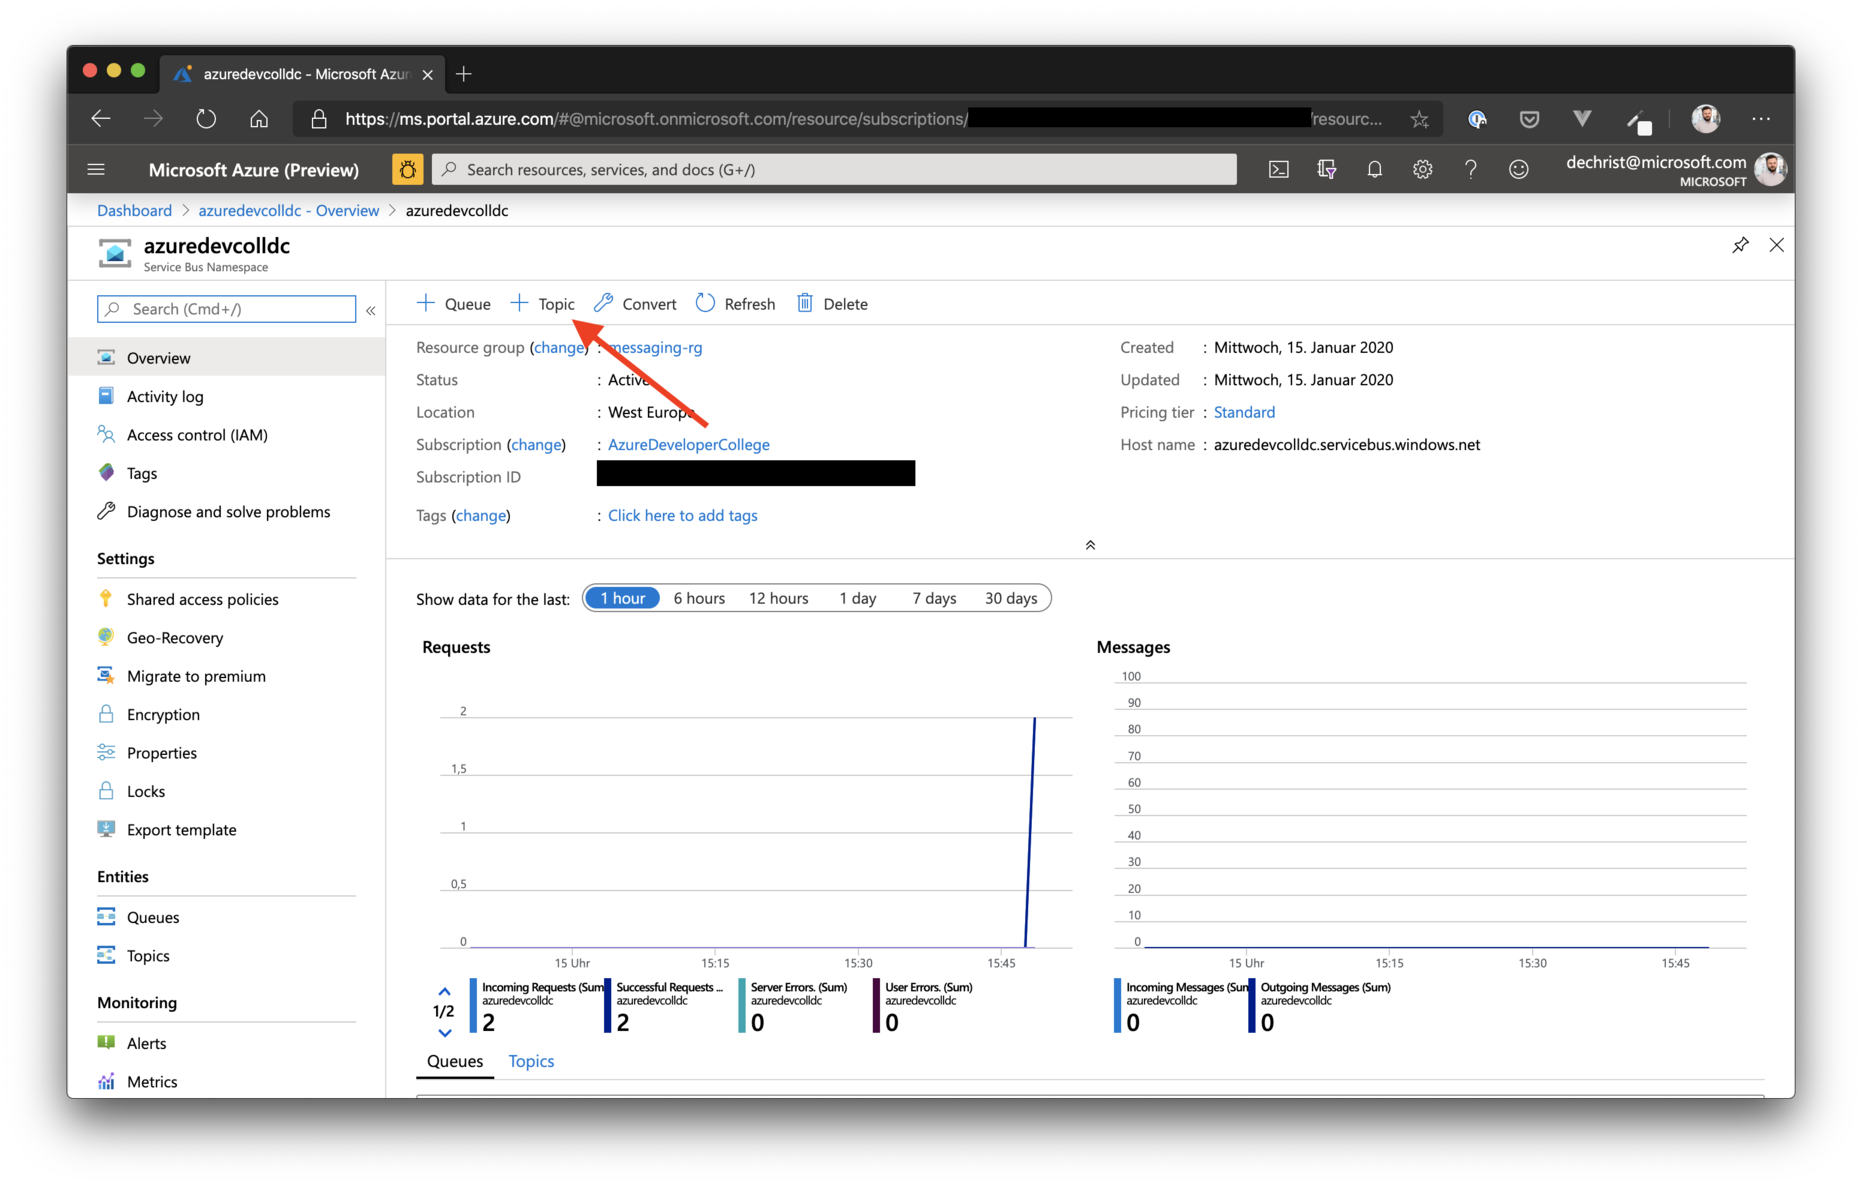 azuredevcolldc - Microsoft Azur
https://ms.portal.azure.com/#@microsoft.onmicrosoft.com/resource/subscriptions/ /resourc...
Microsoft Azure (Preview)
Search resources, services, and docs (G+/)
dechrist@microsoft.com
MICROSOFT
Dashboard > azuredevcolldc - Overview > azuredevcolldc
azuredevcolldc
Service Bus Namespace
Search (Cmd+/)
«
Overview
Activity log
Access control (IAM)
Tags
Diagnose and solve problems
Settings
Shared access policies
Geo-Recovery
Migrate to premium
Encryption
Properties
Locks
Export template
Entities
Queues
Topics
Monitoring
Alerts
Metrics
+ Queue + Topic Convert Refresh Delete
Resource group (change) : messaging-rg
Status : Active
Location : West Europe
Subscription (change) : AzureDeveloperCollege
Subscription ID
Tags (change) : Click here to add tags
Created : Mittwoch, 15. Januar 2020
Updated : Mittwoch, 15. Januar 2020
Pricing tier : Standard
Host name : azuredevcolldc.servicebus.windows.net
Show data for the last: 1 hour 6 hours 12 hours 1 day 7 days 30 days
Requests
2
1,5
1
0,5
0
15 Uhr 15:15 15:30 15:45
1/2
Incoming Requests (Sum
azuredevcolldc
2
Successful Requests ...
azuredevcolldc
2
Server Errors. (Sum)
azuredevcolldc
0
User Errors. (Sum)
azuredevcolldc
0
Messages
100
90
80
70
60
50
40
30
20
10
0
15 Uhr 15:15 15:30 15:45
Incoming Messages (Sun
azuredevcolldc
0
Outgoing Messages (Sum)
azuredevcolldc
0
Queues Topics